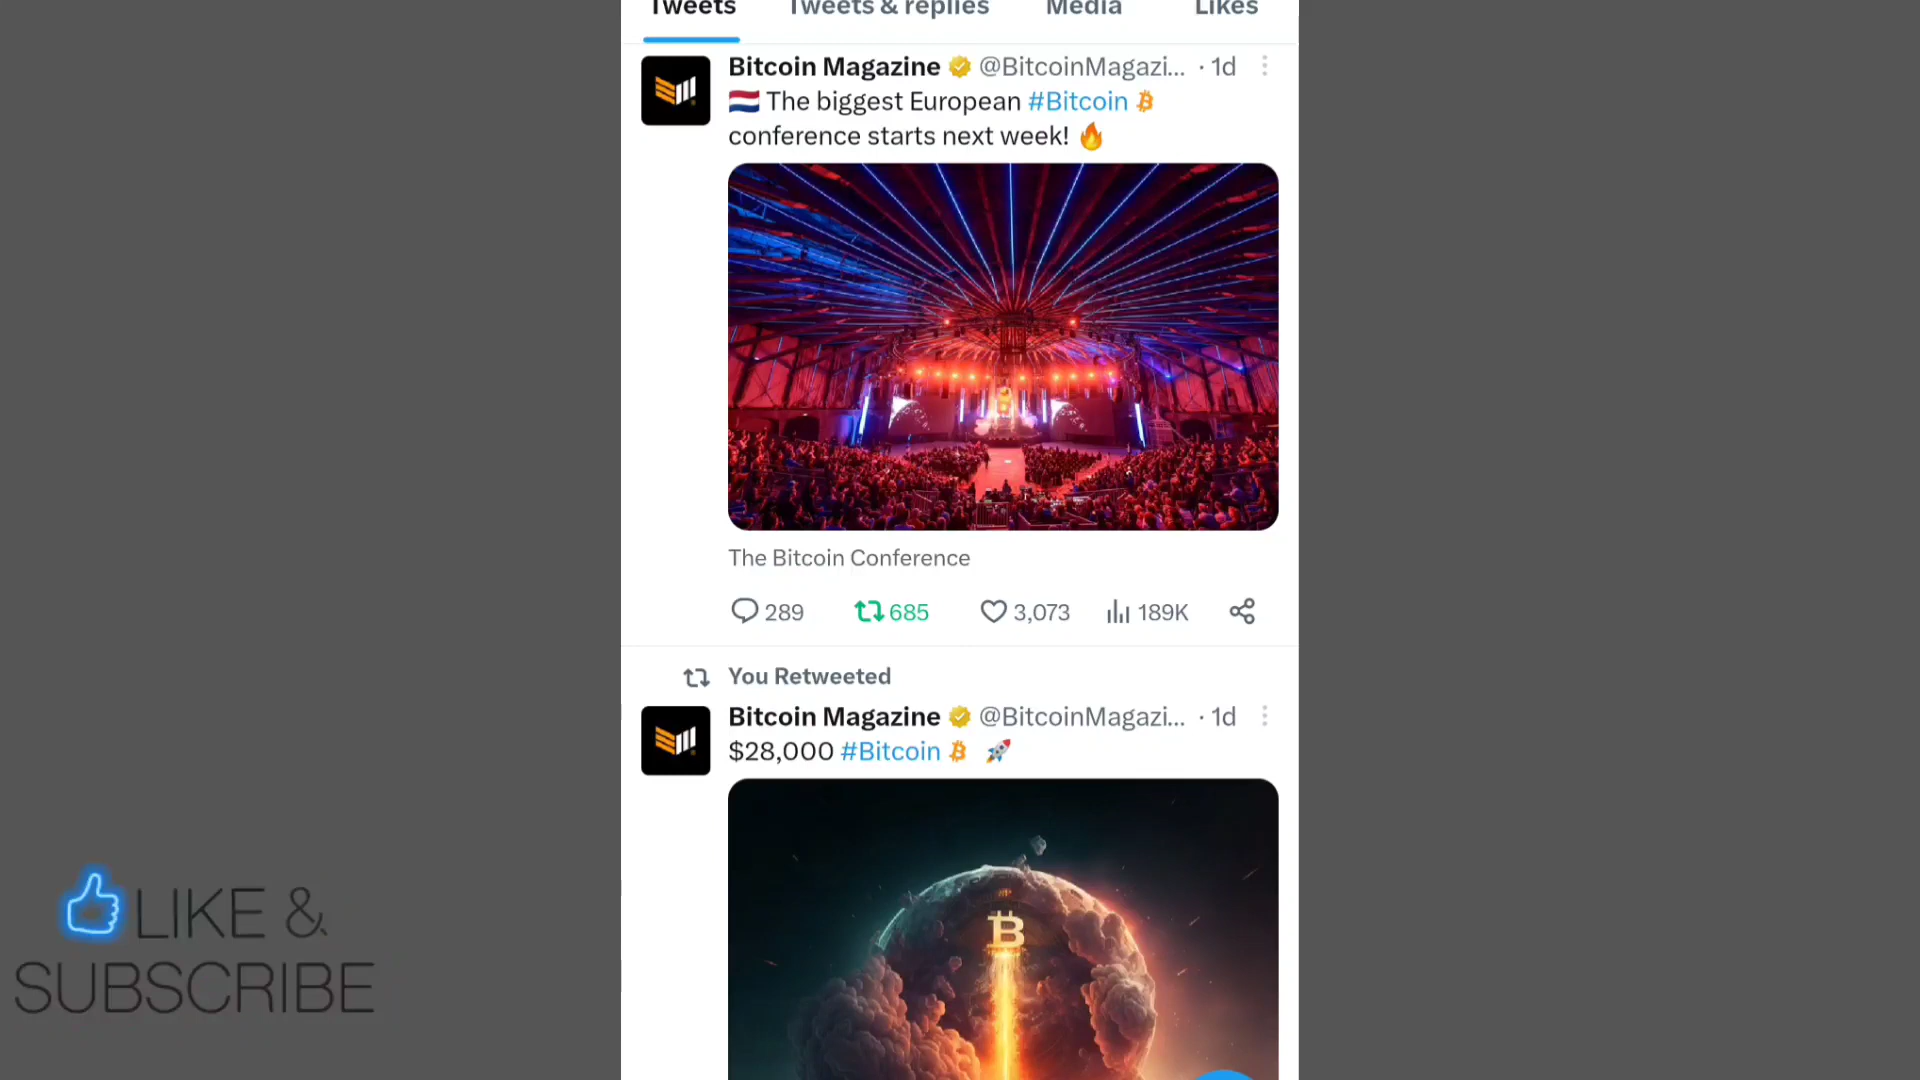 Tweets Tweets & replies Media Likes
Bitcoin Magazine @BitcoinMagazi... · 1d
The biggest European #Bitcoin
conference starts next week!
The Bitcoin Conference
289 685 3,073 189K
You Retweeted
Bitcoin Magazine @BitcoinMagazi... · 1d
$28,000 #Bitcoin
LIKE &
SUBSCRIBE